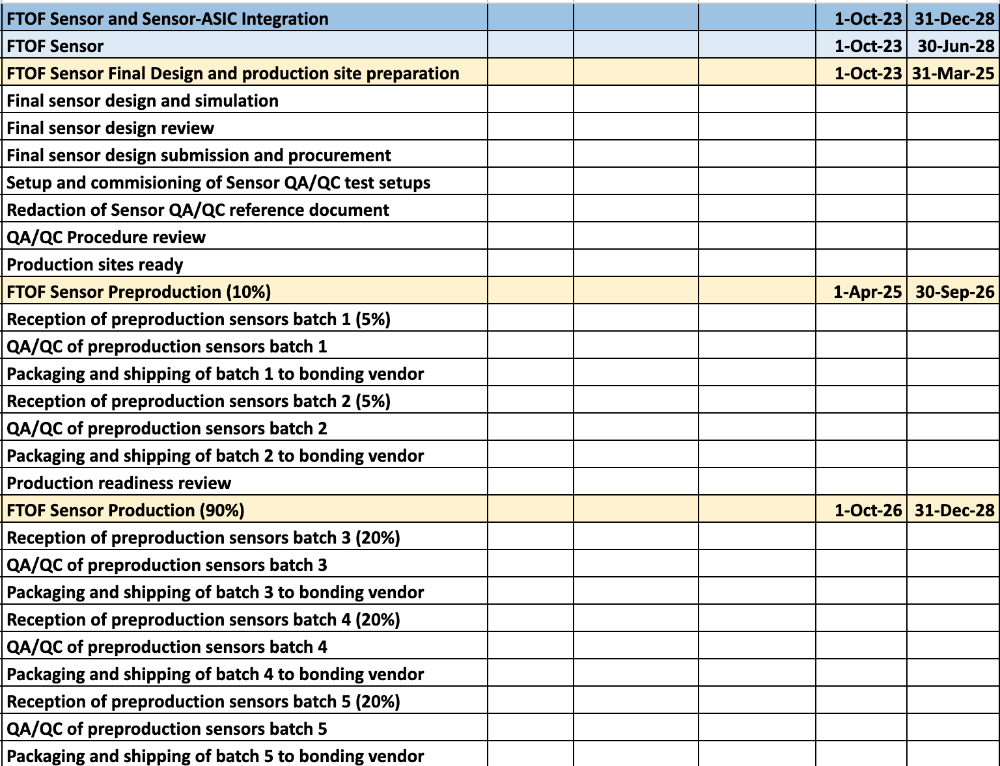 FTOF Sensor and Sensor-ASIC Integration 1-Oct-23 31-Dec-28
FTOF Sensor 1-Oct-23 30-Jun-28
FTOF Sensor Final Design and production site preparation 1-Oct-23 31-Mar-25
Final sensor design and simulation
Final sensor design review
Final sensor design submission and procurement
Setup and commisioning of Sensor QA/QC test setups
Redaction of Sensor QA/QC reference document
QA/QC Procedure review
Production sites ready
FTOF Sensor Preproduction (10%) 1-Apr-25 30-Sep-26
Reception of preproduction sensors batch 1 (5%)
QA/QC of preproduction sensors batch 1
Packaging and shipping of batch 1 to bonding vendor
Reception of preproduction sensors batch 2 (5%)
QA/QC of preproduction sensors batch 2
Packaging and shipping of batch 2 to bonding vendor
Production readiness review
FTOF Sensor Production (90%) 1-Oct-26 31-Dec-28
Reception of preproduction sensors batch 3 (20%)
QA/QC of preproduction sensors batch 3
Packaging and shipping of batch 3 to bonding vendor
Reception of preproduction sensors batch 4 (20%)
QA/QC of preproduction sensors batch 4
Packaging and shipping of batch 4 to bonding vendor
Reception of preproduction sensors batch 5 (20%)
QA/QC of preproduction sensors batch 5
Packaging and shipping of batch 5 to bonding vendor